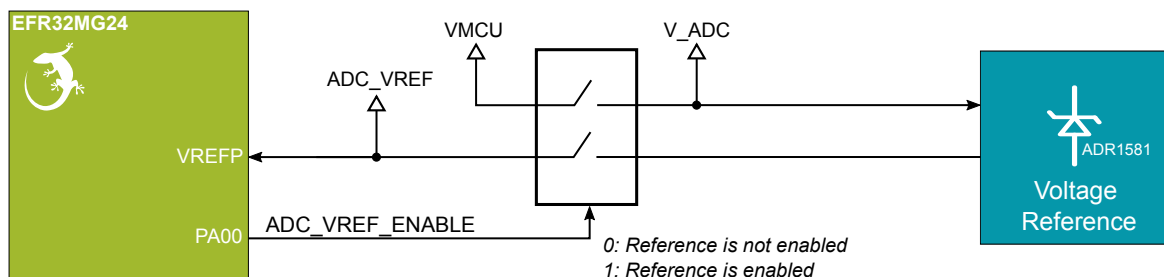 EFR32MG24
VMCU
V_ADC
ADC_VREF
ADR1581
VREFP
Voltage
Reference
PA00
ADC_VREF_ENABLE
0: Reference is not enabled
1: Reference is enabled